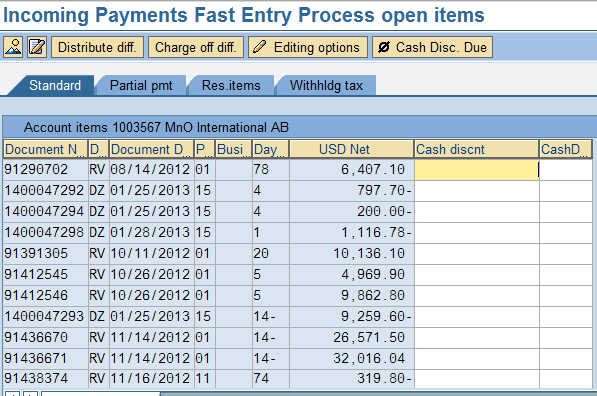 Incoming Payments Fast Entry Process open items
Distribute diff. Charge off diff. Editing options Cash Disc. Due
Standard Partial pmt Res.items Withhldg tax
Account items 1003567 MnO International AB
Document N... D... Document D... P... Busi... Day... USD Net Cash discnt CashD...
91290702 RV 08/14/2012 01 78 6,407.10
1400047292 DZ 01/25/2013 15 4 797.70-
1400047294 DZ 01/25/2013 15 4 200.00-
1400047298 DZ 01/28/2013 15 1 1,116.78-
91391305 RV 10/11/2012 01 20 10,136.10
91412545 RV 10/26/2012 01 5 4,969.90
91412546 RV 10/26/2012 01 5 9,862.80
1400047293 DZ 01/25/2013 15 14- 9,259.60-
91436670 RV 11/14/2012 01 14- 26,571.50
91436671 RV 11/14/2012 01 14- 32,016.04
91438374 RV 11/16/2012 11 74 319.80-